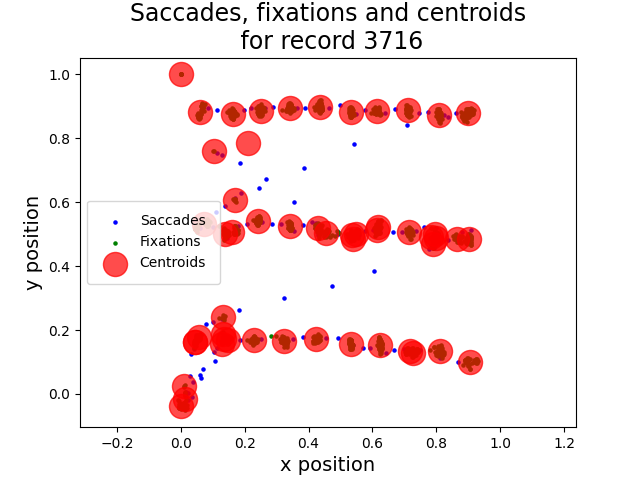 Saccades, fixations and centroids
for record 3716
1.0
0.8
0.6
0.4
0.2
0.0
y position
Saccades
Fixations
Centroids
−0.2
0.0
0.2
0.4
0.6
0.8
1.0
1.2
x position